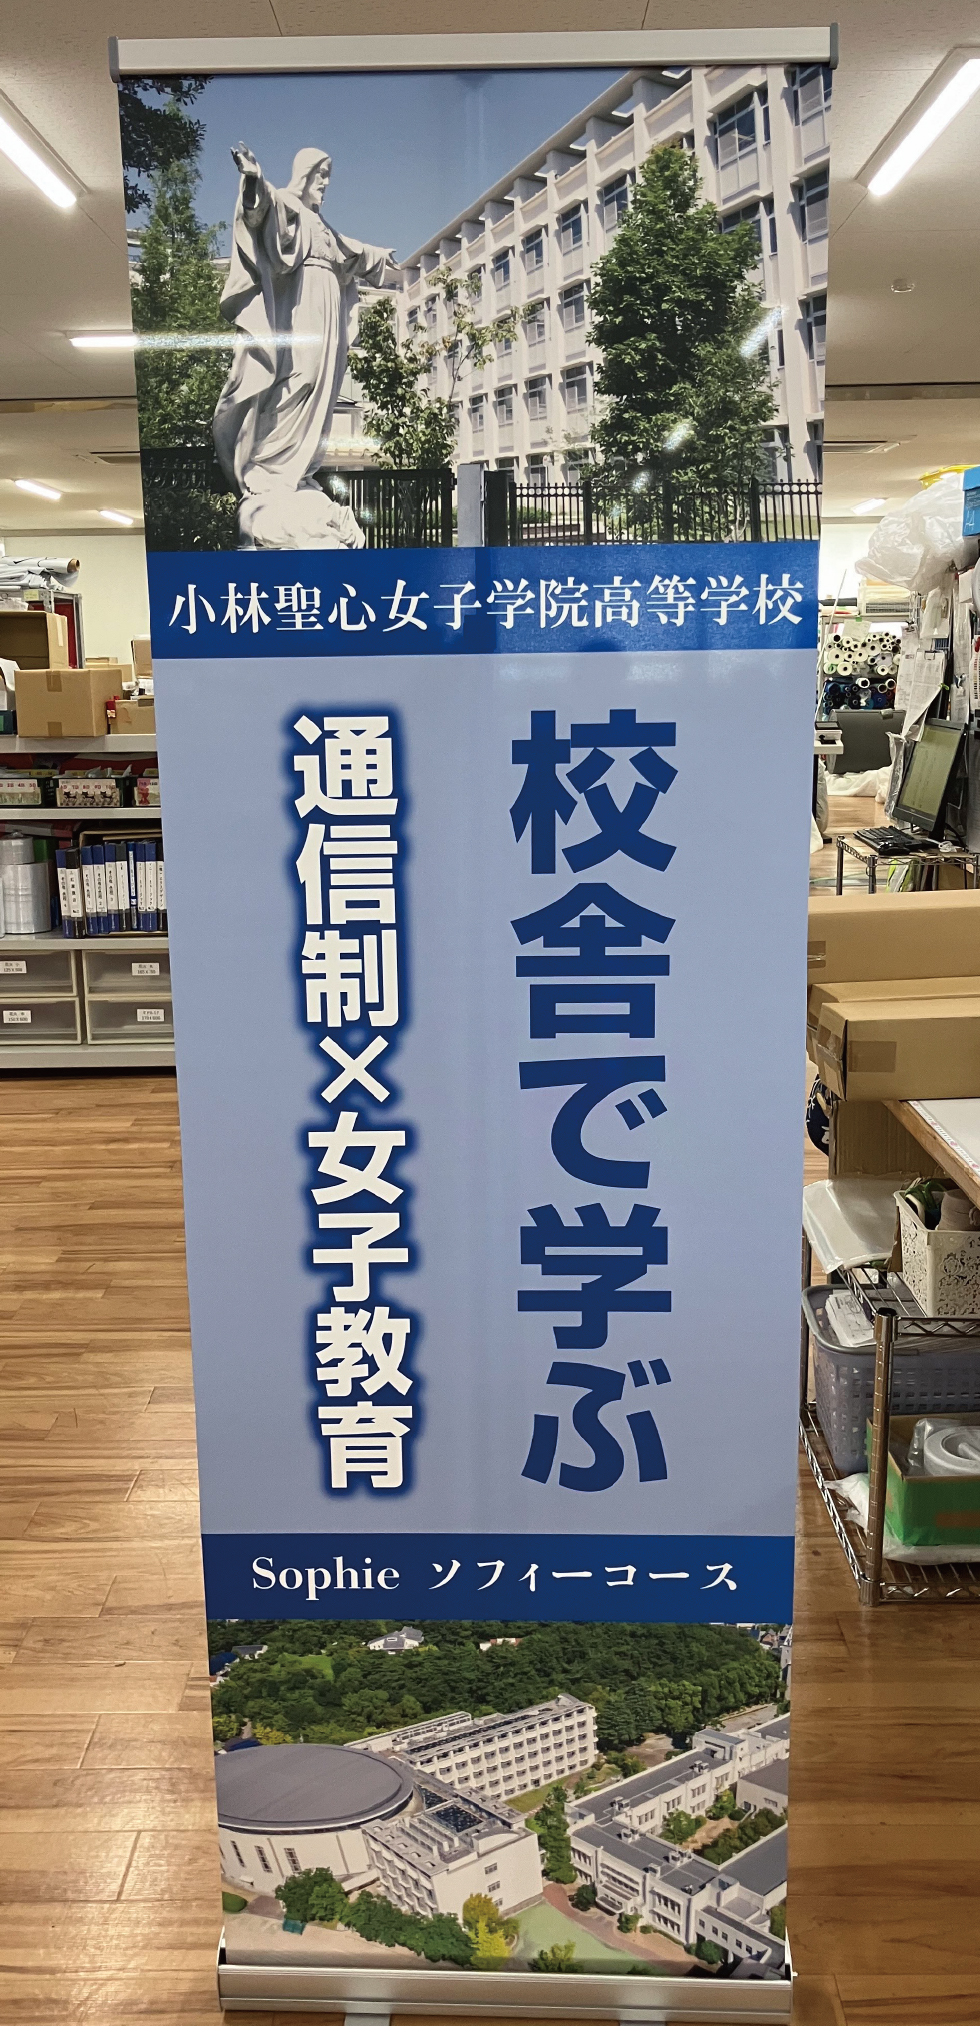 小林聖心女子学院高等学校
校舎で学ぶ
通信制×女子教育
Sophie ソフィーコース